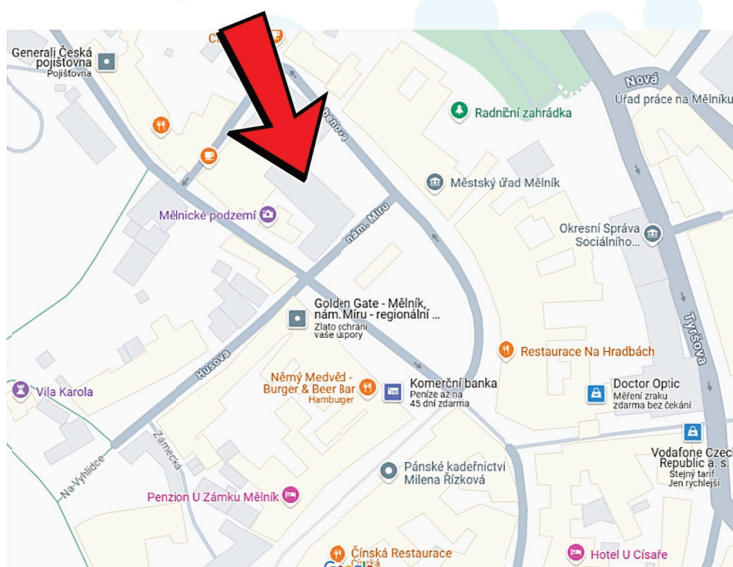 Generali Česká
pojišťovna
Pojišťovna
Nová
Úřad práce na Mělníku
Radniční zahrádka
Městský úřad Mělník
Mělnické podzemí
nám. Míru
Okresní Správa
Sociálního...
Golden Gate - Mělník,
nám. Míru - regionální ...
Zlato ochrání
vaše úspory
Tyršova
Husova
Restaurace Na Hradbách
Němý Medvěd -
Burger & Beer Bar
Hamburger
Komerční banka
Peníze až na
45 dní zdarma
Doctor Optic
Měření zraku
zdarma bez čekání
Vila Karola
Zámecká
Na Vyhlídce
Vodafone Czech
Republic a. s.
Stejný tarif
Jen rychlejší
Pánské kadeřnictví
Milena Řízková
Penzion U Zámku Mělník
Čínská Restaurace
Čínská
Hotel U Císaře
Google